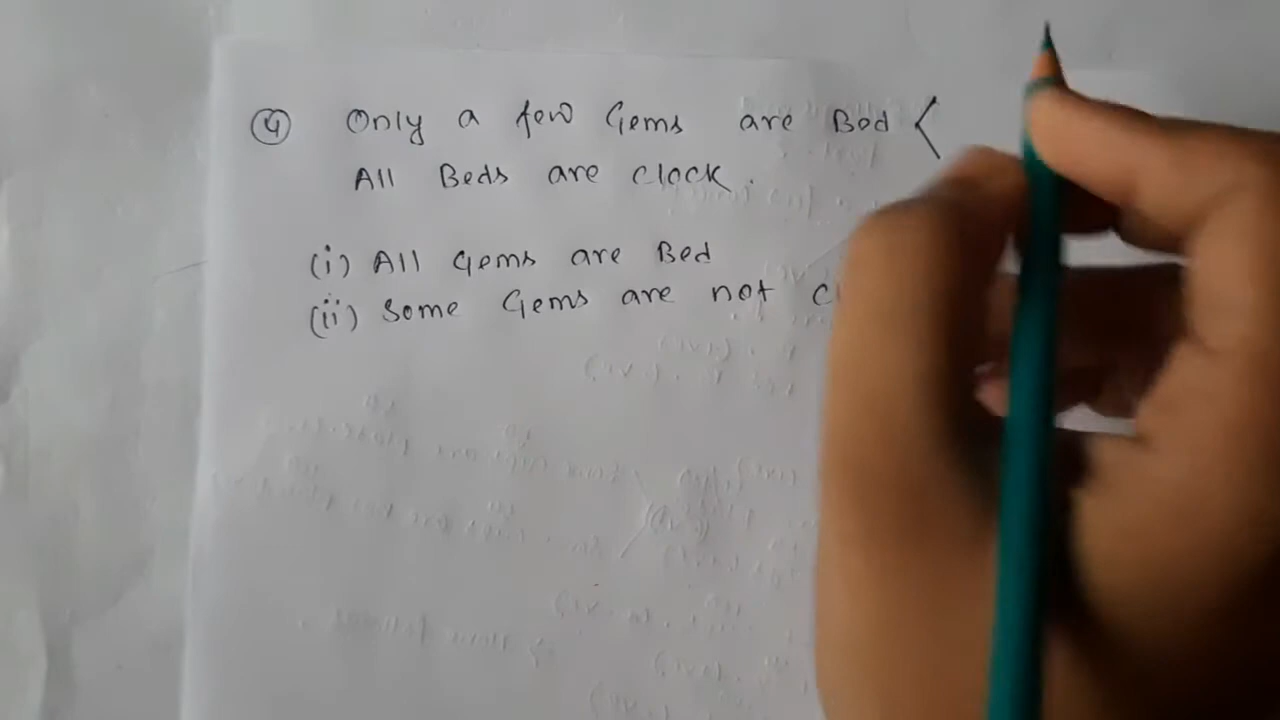 ④ Only a few Gems are Bed <
All Beds are clock.
(i) All Gems are Bed
(ii) Some Gems are not